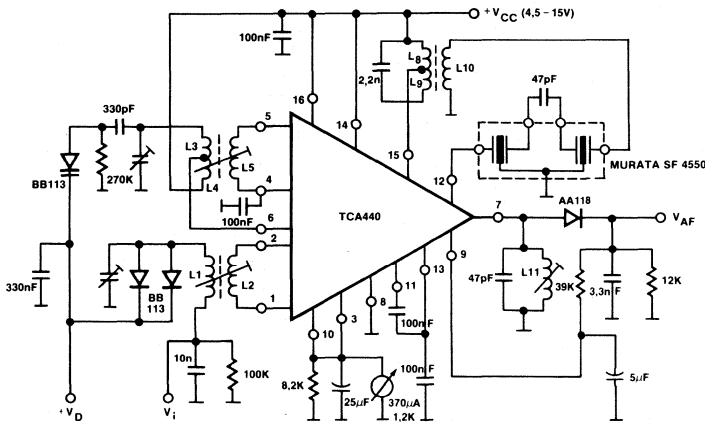 +VCC (4,5 – 15V)
100nF
L8
L9
L10
2,2n
47pF
330pF
16
5
14
15
L3
L4
L5
4
100nF
6
2
BB113
270K
TCA440
12
MURATA SF 4550
7
AA118
VAF
9
330nF
BB
113
L1
L2
1
10
3
8
11
13
100nF
47pF
L11
39K
3,3nF
12K
10n
100K
8,2K
25µF
370µA
1,2K
100nF
5µF
+VD
Vi